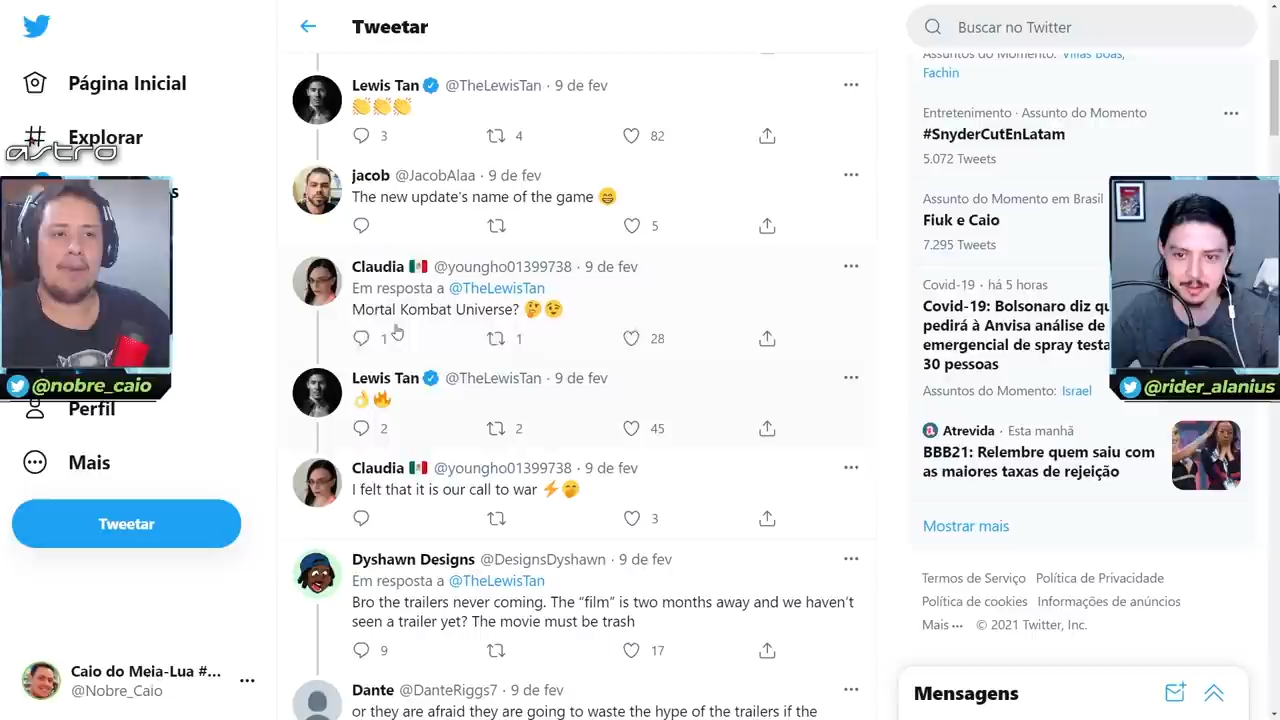 Página Inicial
Explorar
astro
s
@nobre_caio
Perfil
Mais
Tweetar
Caio do Meia-Lua #...
@Nobre_Caio
Tweetar
Lewis Tan @TheLewisTan · 9 de fev
👏👏👏
3 4 82
jacob @JacobAlaa · 9 de fev
The new update's name of the game 😁
5
Claudia 🇲🇽 @youngho01399738 · 9 de fev
Em resposta a @TheLewisTan
Mortal Kombat Universe? 🤔😉
1 1 28
Lewis Tan @TheLewisTan · 9 de fev
👌🔥
2 2 45
Claudia 🇲🇽 @youngho01399738 · 9 de fev
I felt that it is our call to war ⚡🤭
3
Dyshawn Designs @DesignsDyshawn · 9 de fev
Em resposta a @TheLewisTan
Bro the trailers never coming. The “film” is two months away and we haven’t
seen a trailer yet? The movie must be trash
9 17
Dante @DanteRiggs7 · 9 de fev
or they are afraid they are going to waste the hype of the trailers if the
Buscar no Twitter
Assuntos do Momento: Villas Boas,
Fachin
Entretenimento · Assunto do Momento
#SnyderCutEnLatam
5.072 Tweets
Assunto do Momento em Brasil
Fiuk e Caio
7.295 Tweets
Covid-19 · há 5 horas
Covid-19: Bolsonaro diz qu
pedirá à Anvisa análise de
emergencial de spray testa
30 pessoas
Assuntos do Momento: Israel
@rider_alanius
Atrevida · Esta manhã
BBB21: Relembre quem saiu com
as maiores taxas de rejeição
Mostrar mais
Termos de Serviço Política de Privacidade
Política de cookies Informações de anúncios
Mais ··· © 2021 Twitter, Inc.
Mensagens